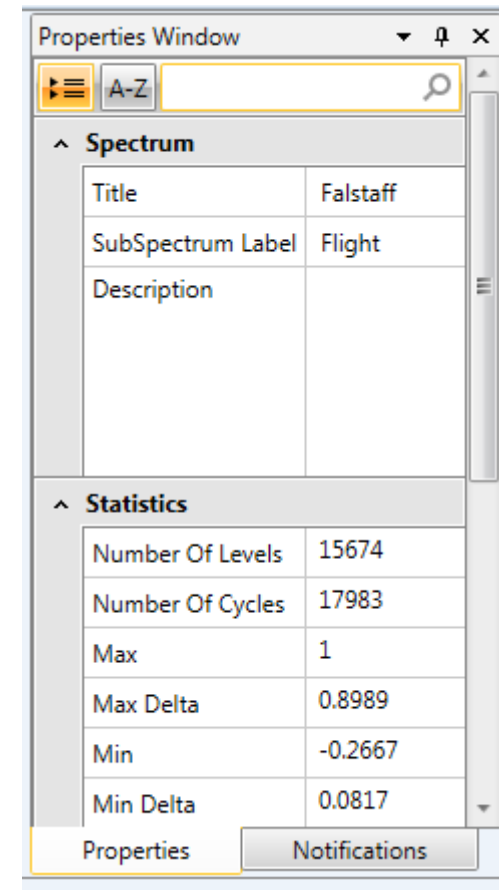 Properties Window
A-Z
Spectrum
Title Falstaff
SubSpectrum Label Flight
Description
Statistics
Number Of Levels 15674
Number Of Cycles 17983
Max 1
Max Delta 0.8989
Min -0.2667
Min Delta 0.0817
Properties Notifications